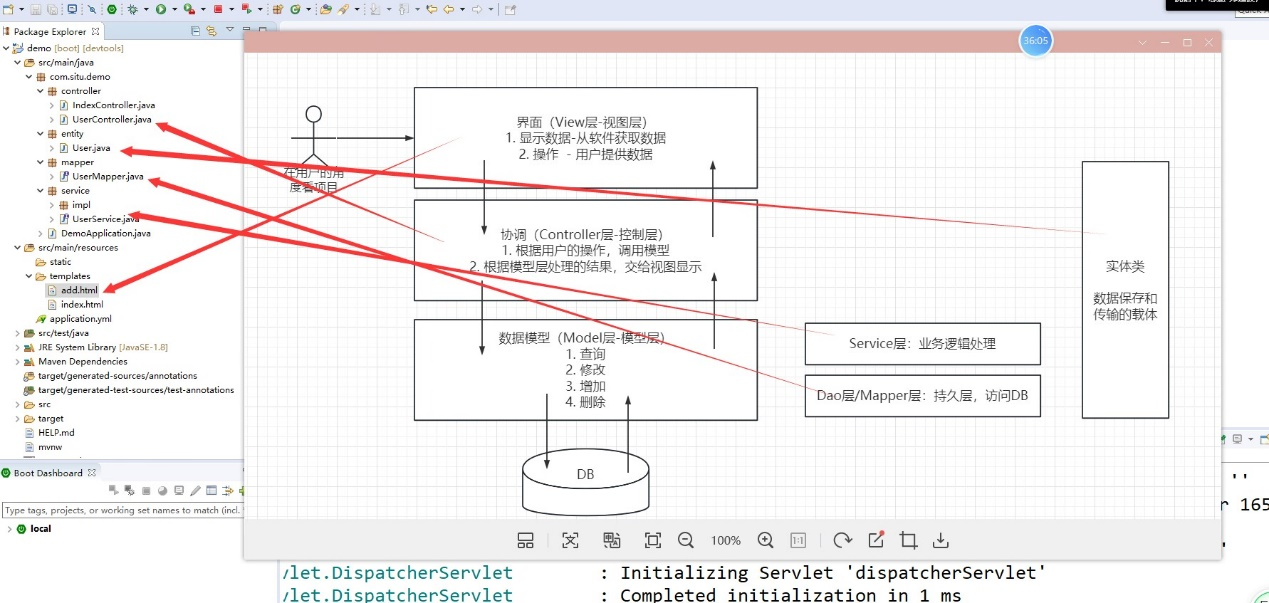 Package Explorer
demo [boot] [devtools]
src/main/java
com.situ.demo
controller
IndexController.java
UserController.java
entity
User.java
mapper
UserMapper.java
service
impl
UserService.java
DemoApplication.java
src/main/resources
static
templates
add.html
index.html
application.yml
src/test/java
JRE System Library [JavaSE-1.8]
Maven Dependencies
target/generated-sources/annotations
target/generated-test-sources/test-annotations
src
target
HELP.md
mvnw
Boot Dashboard
Type tags, projects, or working set names to match (incl.
local
36:05
在用户的角
度看项目
界面（View层-视图层）
1. 显示数据-从软件获取数据
2. 操作 - 用户提供数据
协调（Controller层-控制层）
1. 根据用户的操作，调用模型
2. 根据模型层处理的结果，交给视图显示
数据模型（Model层-模型层）
1. 查询
2. 修改
3. 增加
4. 删除
DB
Service层：业务逻辑处理
Dao层/Mapper层：持久层，访问DB
实体类
数据保存和
传输的载体
100%
1:1
''
r 165
/let.DispatcherServlet : Initializing Servlet 'dispatcherServlet'
/let.DispatcherServlet : Completed initialization in 1 ms